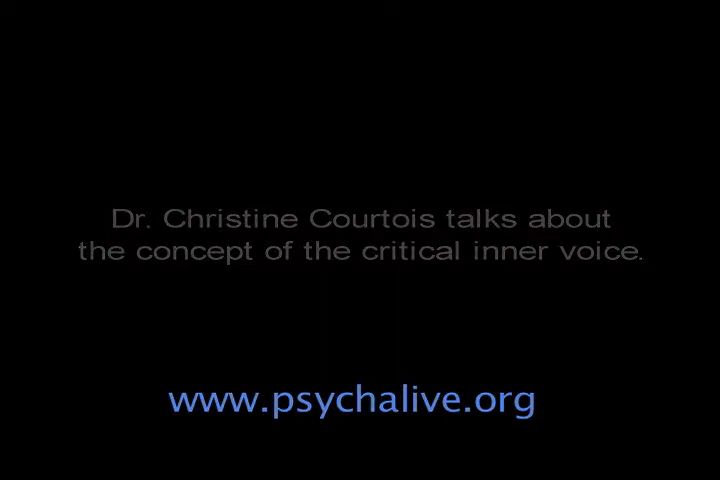 Dr. Christine Courtois talks about
the concept of the critical inner voice.
www.psychalive.org